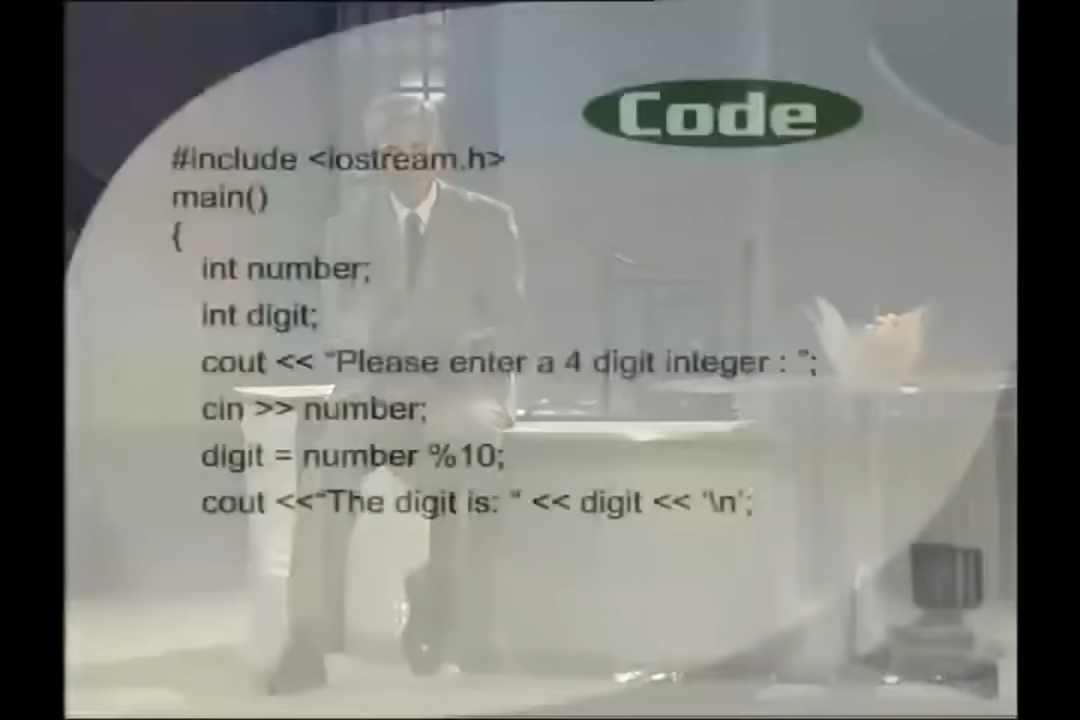 Code
#include <iostream.h>
main()
{
int number;
int digit;
cout << “Please enter a 4 digit integer : ”;
cin >> number;
digit = number %10;
cout <<“The digit is: ” << digit << ‘\n’;